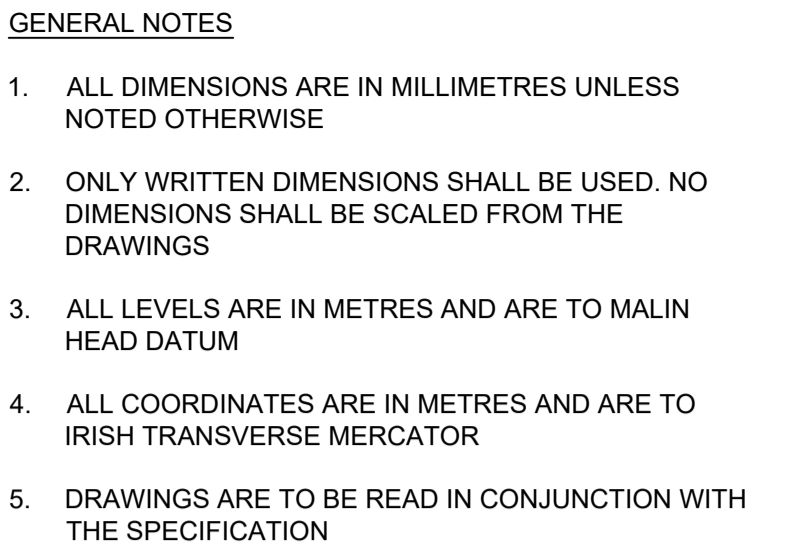 GENERAL NOTES
1. ALL DIMENSIONS ARE IN MILLIMETRES UNLESS
NOTED OTHERWISE
2. ONLY WRITTEN DIMENSIONS SHALL BE USED. NO
DIMENSIONS SHALL BE SCALED FROM THE
DRAWINGS
3. ALL LEVELS ARE IN METRES AND ARE TO MALIN
HEAD DATUM
4. ALL COORDINATES ARE IN METRES AND ARE TO
IRISH TRANSVERSE MERCATOR
5. DRAWINGS ARE TO BE READ IN CONJUNCTION WITH
THE SPECIFICATION